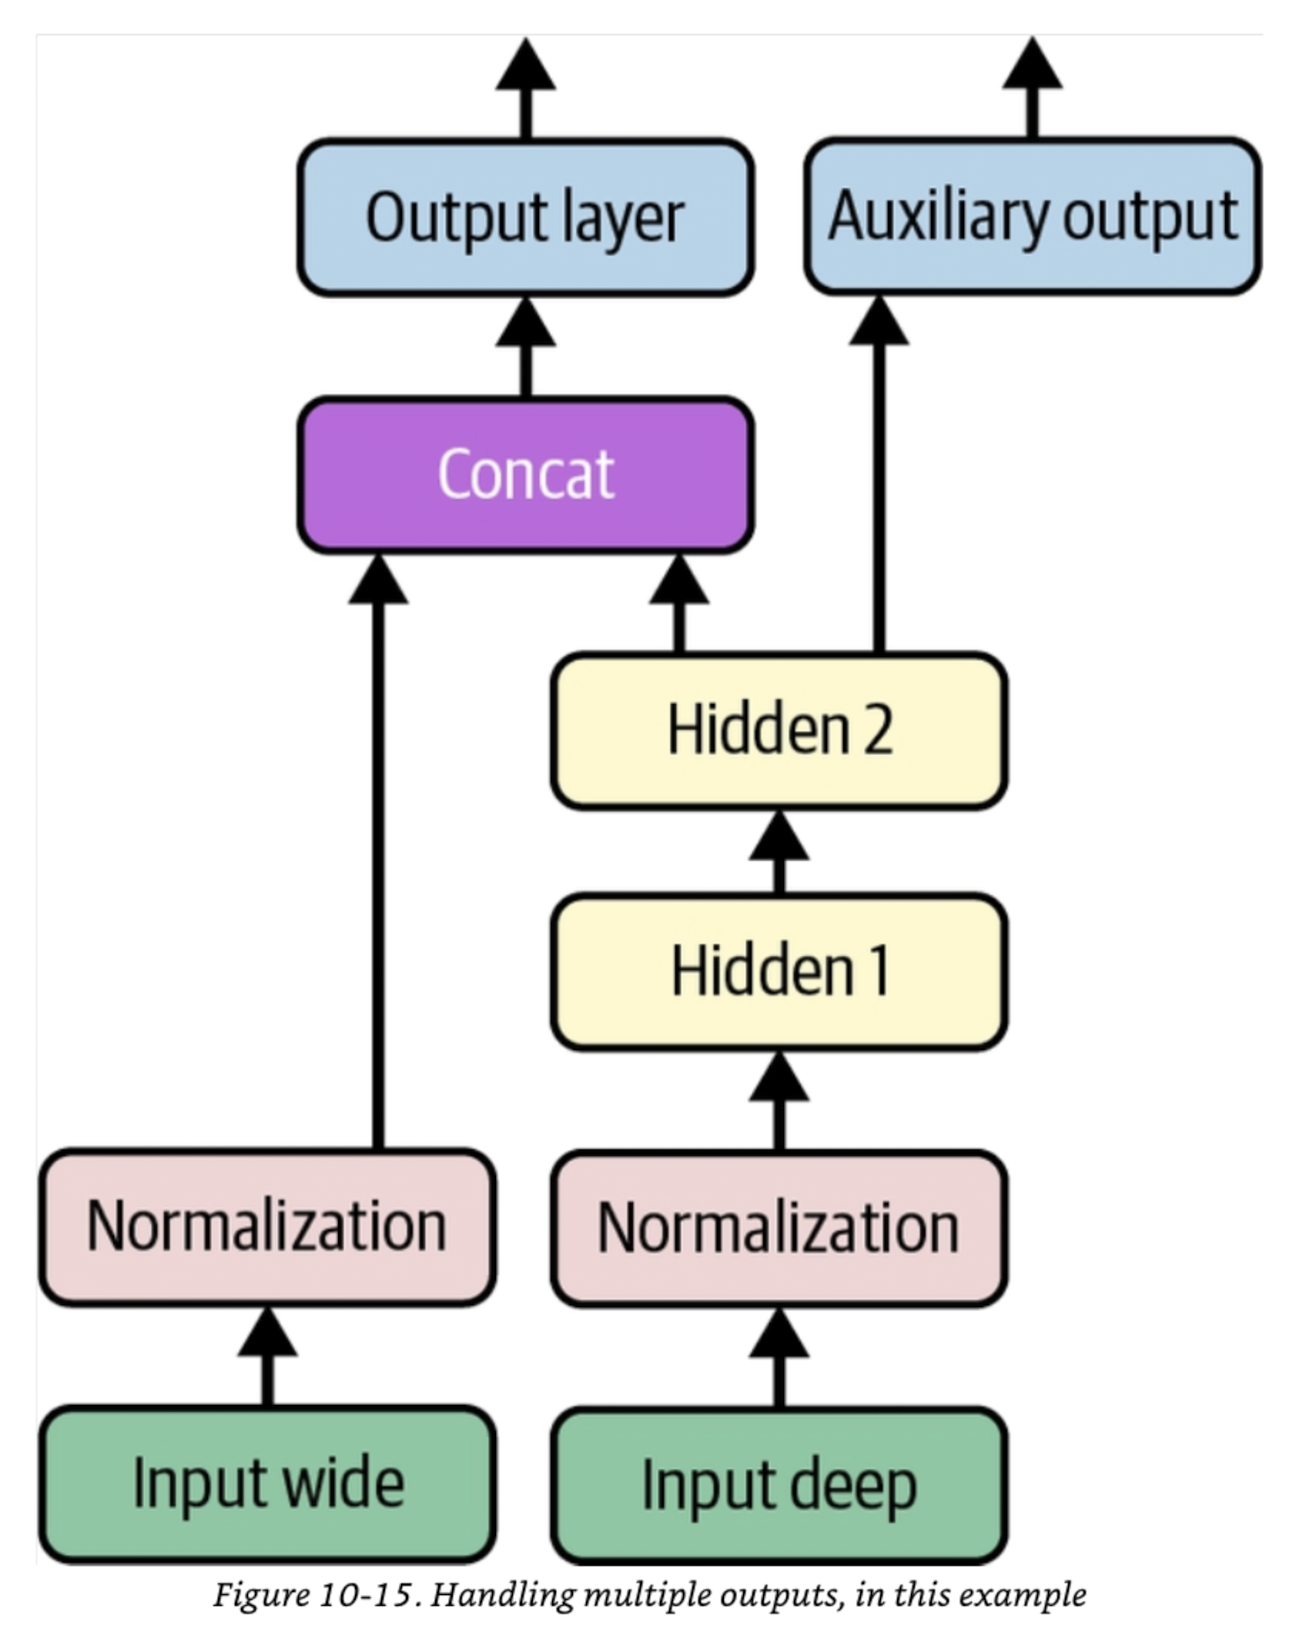 Output layer
Auxiliary output
Concat
Hidden 2
Hidden 1
Normalization
Normalization
Input wide
Input deep
Figure 10-15. Handling multiple outputs, in this example